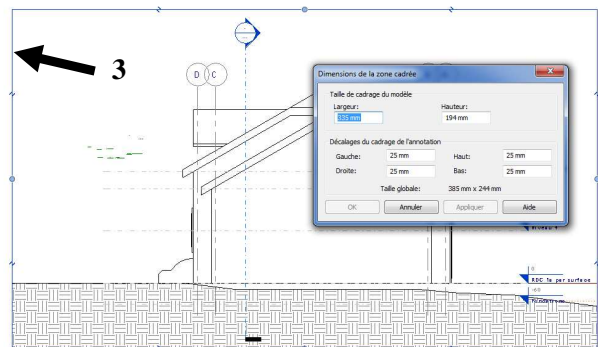 3
D C
Dimensions de la zone cadrée
Taille de cadrage du modèle
Largeur: Hauteur:
335 mm 194 mm
Décalages du cadrage de l'annotation
Gauche: 25 mm Haut: 25 mm
Droite: 25 mm Bas: 25 mm
Taille globale: 385 mm x 244 mm
OK Annuler Appliquer Aide
0
RDC fe per surface